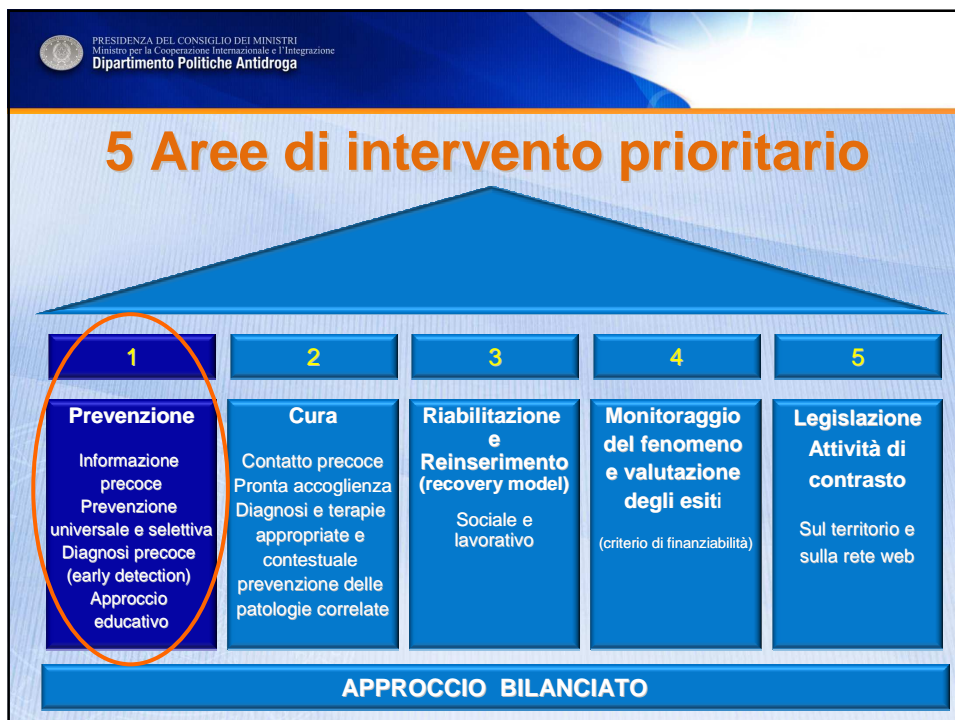 PRESIDENZA DEL CONSIGLIO DEI MINISTRI
Ministro per la Cooperazione Internazionale e l'Integrazione
Dipartimento Politiche Antidroga
5 Aree di intervento prioritario
1
Prevenzione
Informazione
precoce
Prevenzione
universale e selettiva
Diagnosi precoce
(early detection)
Approccio
educativo
2
Cura
Contatto precoce
Pronta accoglienza
Diagnosi e terapie
appropriate e
contestuale
prevenzione delle
patologie correlate
3
Riabilitazione
e
Reinserimento
(recovery model)
Sociale e
lavorativo
4
Monitoraggio
del fenomeno
e valutazione
degli esiti
(criterio di finanziabilità)
5
Legislazione
Attività di
contrasto
Sul territorio e
sulla rete web
APPROCCIO BILANCIATO